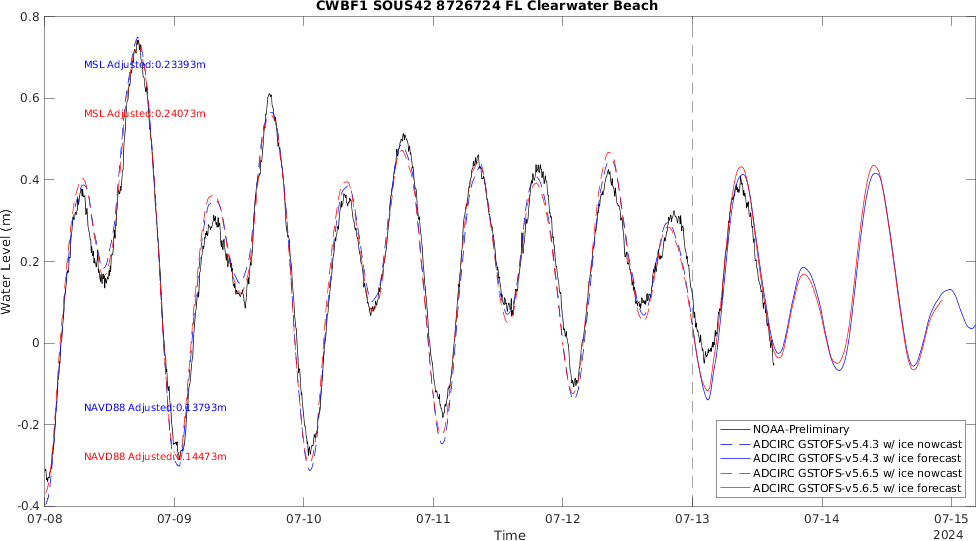 CWBF1 SOUS42 8726724 FL Clearwater Beach
0.8
0.6
0.4
0.2
0
-0.2
-0.4
Water Level (m)
MSL Adjusted:0.23393m
MSL Adjusted:0.24073m
NAVD88 Adjusted:0.13793m
NAVD88 Adjusted:0.14473m
NOAA-Preliminary
ADCIRC GSTOFS-v5.4.3 w/ ice nowcast
ADCIRC GSTOFS-v5.4.3 w/ ice forecast
ADCIRC GSTOFS-v5.6.5 w/ ice nowcast
ADCIRC GSTOFS-v5.6.5 w/ ice forecast
07-08 07-09 07-10 07-11 07-12 07-13 07-14 07-15
Time
2024